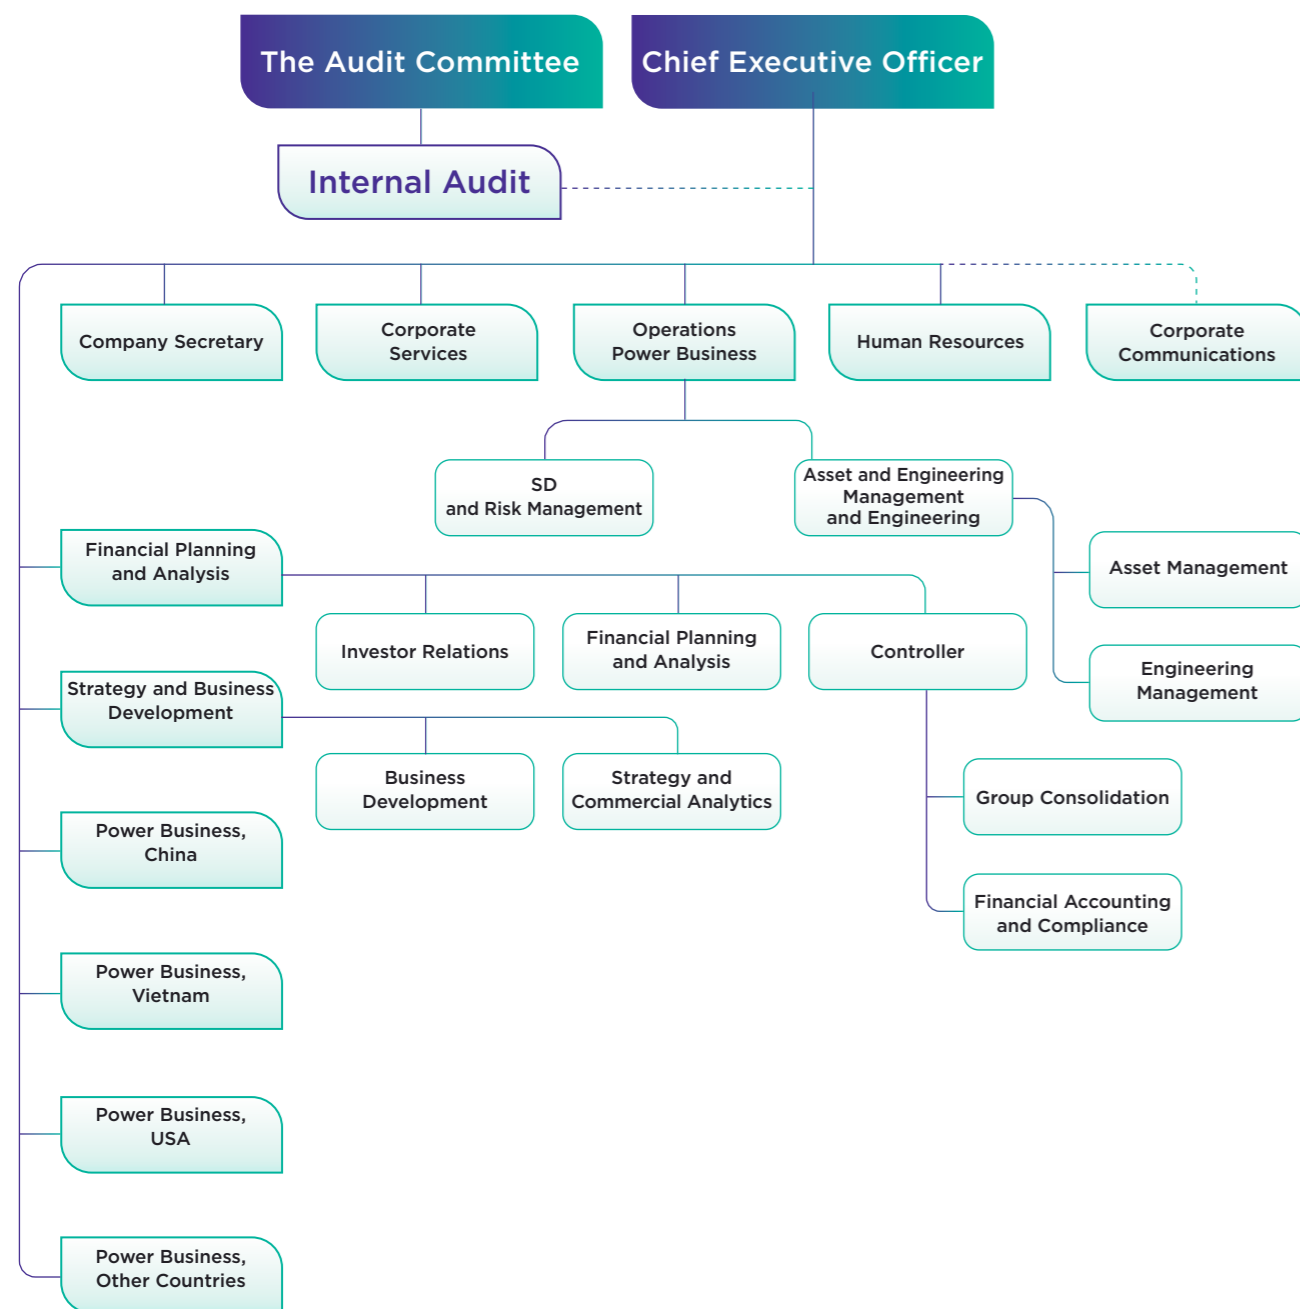 The Audit Committee
Chief Executive Officer
Internal Audit
Company Secretary
Corporate
Services
Operations
Power Business
Human Resources
Corporate
Communications
SD
and Risk Management
Asset and Engineering
Management
and Engineering
Asset Management
Engineering
Management
Financial Planning
and Analysis
Investor Relations
Financial Planning
and Analysis
Controller
Strategy and Business
Development
Business
Development
Strategy and
Commercial Analytics
Group Consolidation
Financial Accounting
and Compliance
Power Business,
China
Power Business,
Vietnam
Power Business,
USA
Power Business,
Other Countries